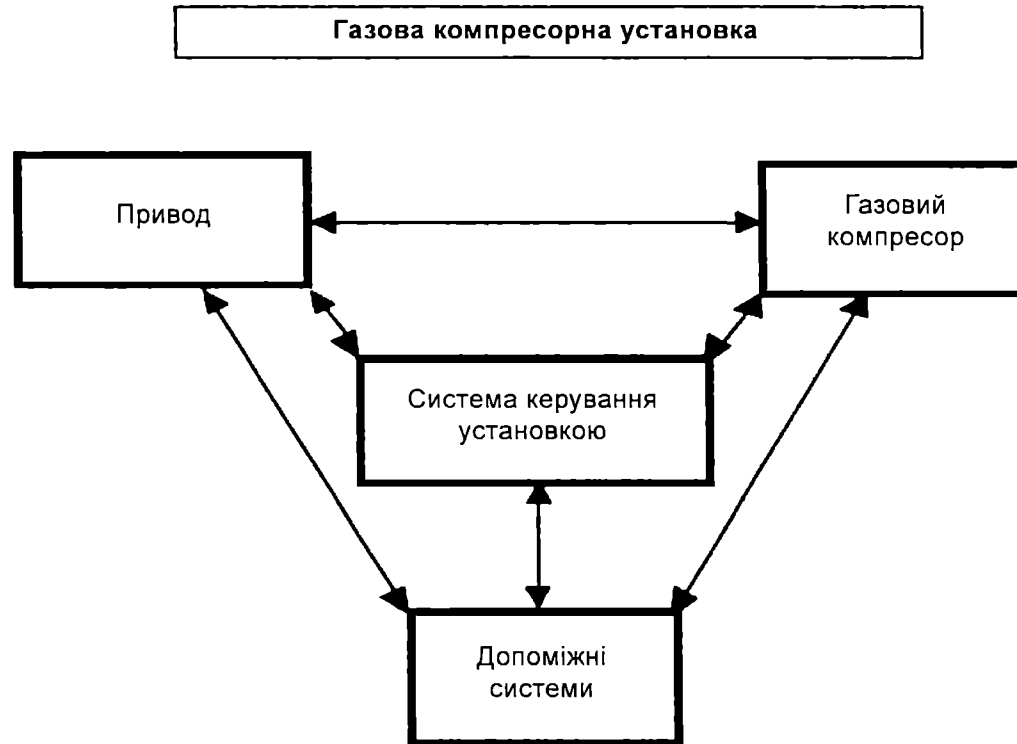 Газова компресорна установка
Привод
Газовий
компресор
Система керування
установкою
Допоміжні
системи